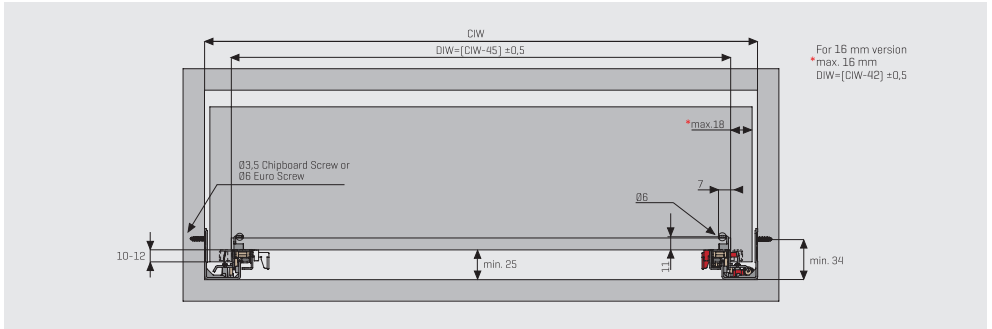 CIW
DIW=(CIW-45) ±0,5
For 16 mm version
*max. 16 mm
DIW=(CIW-42) ±0,5
*max.18
Ø3,5 Chipboard Screw or
Ø6 Euro Screw
7
Ø6
10-12
min. 25
11
min. 34